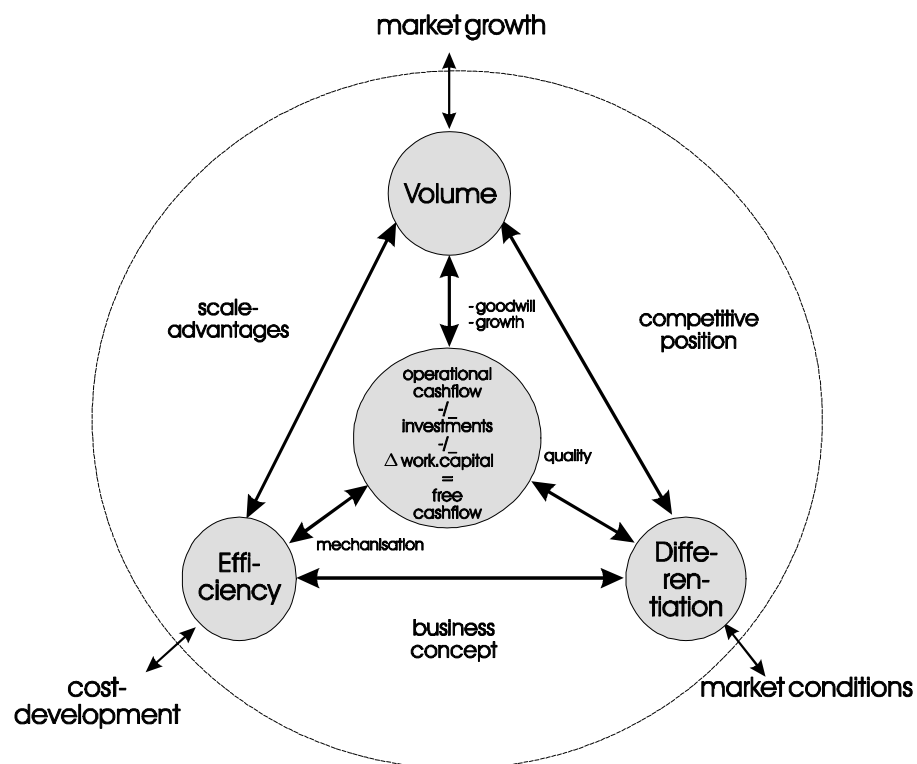 market growth
Volume
scale-
advantages
- goodwill
- growth
competitive
position
operational
cashflow
-/_
investments
-/_
Δ work.capital
=
free
cashflow
quality
mechanisation
Effi-
ciency
Diffe-
ren-
tiation
business
concept
cost-
development
market conditions